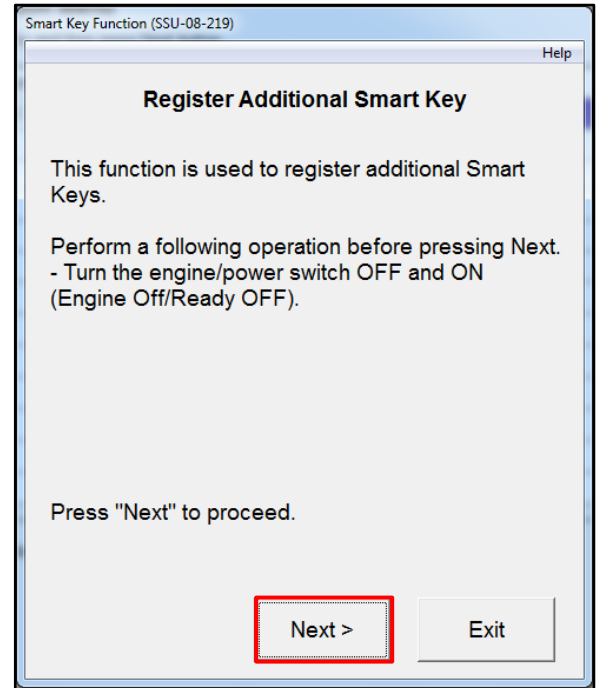 Smart Key Function (SSU-08-219)
Help
Register Additional Smart Key
This function is used to register additional Smart
Keys.
Perform a following operation before pressing Next.
- Turn the engine/power switch OFF and ON
(Engine Off/Ready OFF).
Press "Next" to proceed.
Next >
Exit